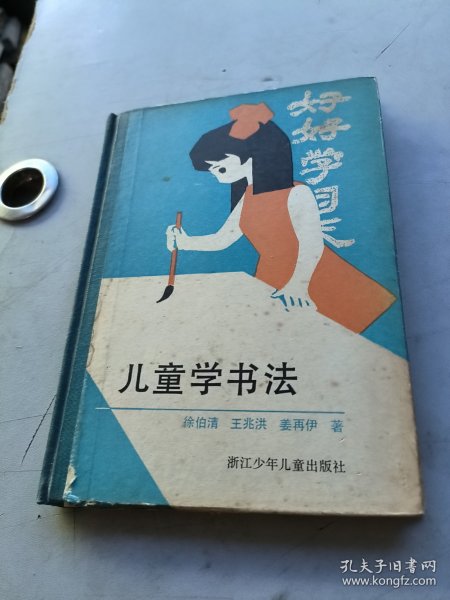 好好学习天
儿童学书法
徐伯清 王兆洪 姜再伊 著
浙江少年儿童出版社
孔夫子旧书网
www.kongfz.com